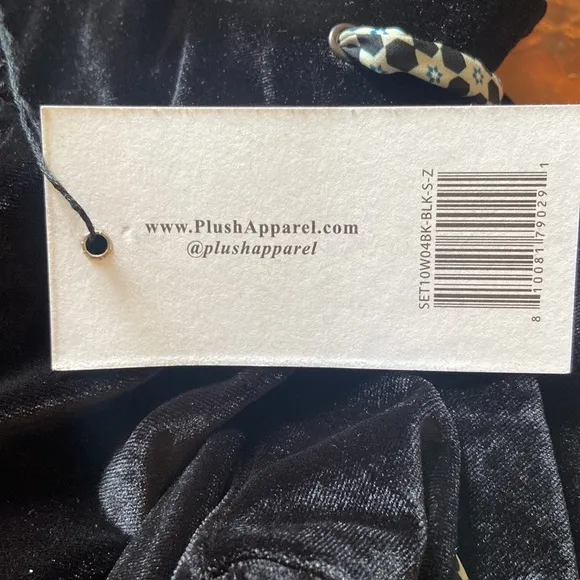 www.PlushApparel.com
@plushapparel
SET10W04BK-BLK-S-Z
8 10081 79029 1